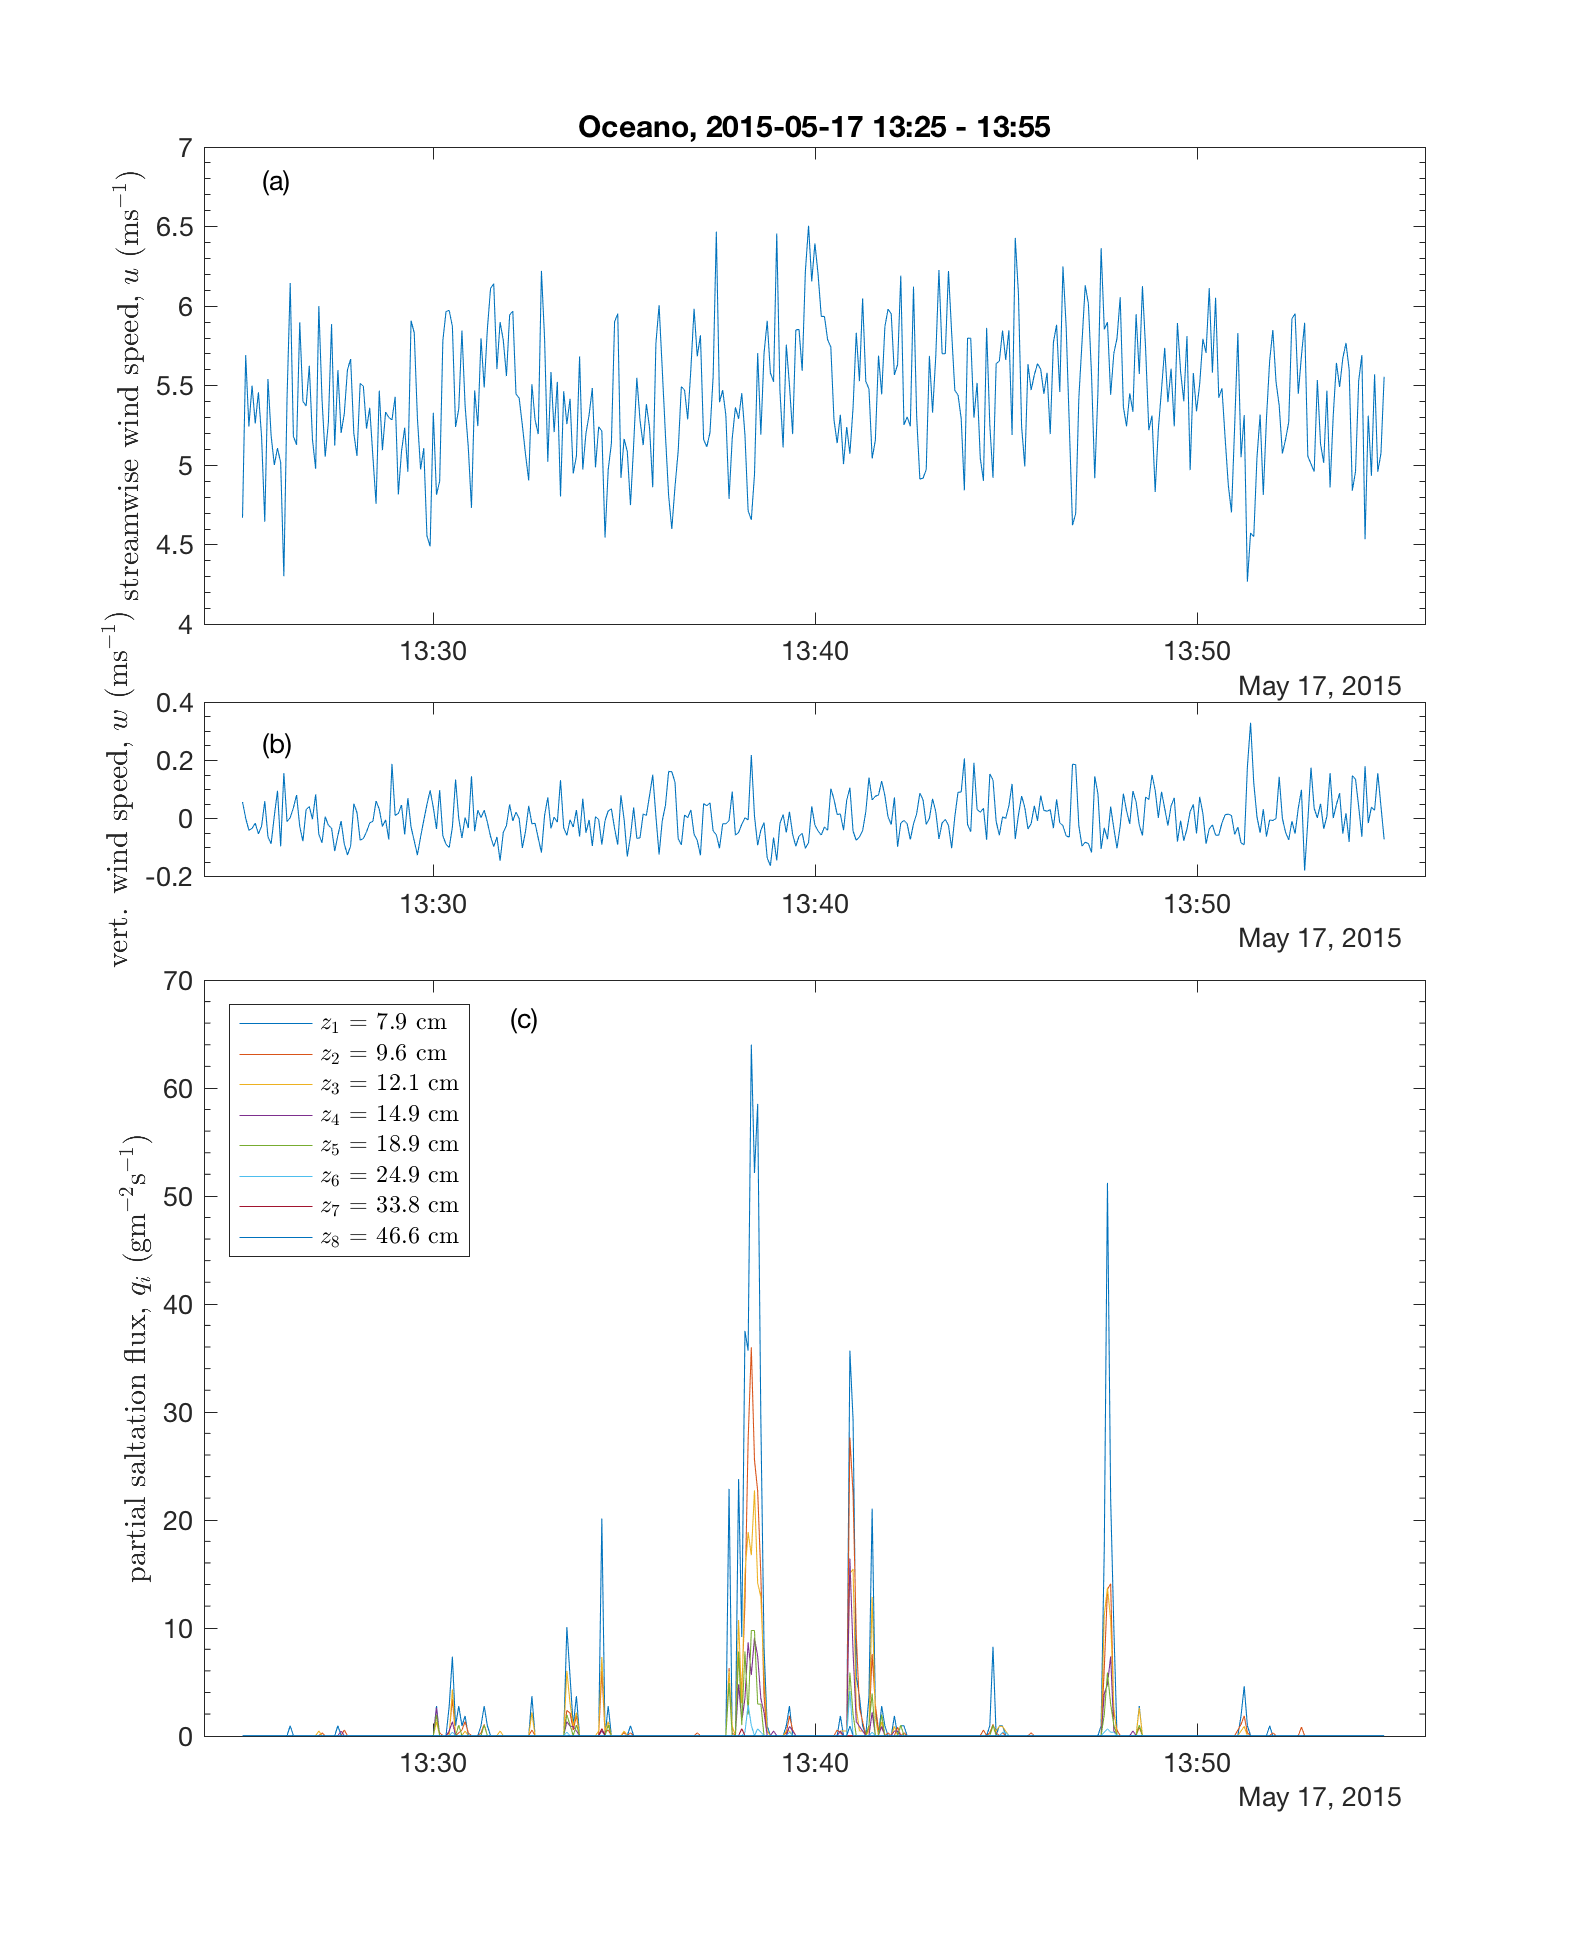 Oceano, 2015-05-17 13:25 - 13:55
(a)
streamwise wind speed, u (ms⁻¹)
7
6.5
6
5.5
5
4.5
4
13:30 13:40 13:50
May 17, 2015
(b)
vert. wind speed, w (ms⁻¹)
0.4
0.2
0
-0.2
13:30 13:40 13:50
May 17, 2015
(c)
partial saltation flux, qᵢ (gm⁻²s⁻¹)
70
60
50
40
30
20
10
0
z₁ = 7.9 cm
z₂ = 9.6 cm
z₃ = 12.1 cm
z₄ = 14.9 cm
z₅ = 18.9 cm
z₆ = 24.9 cm
z₇ = 33.8 cm
z₈ = 46.6 cm
13:30 13:40 13:50
May 17, 2015